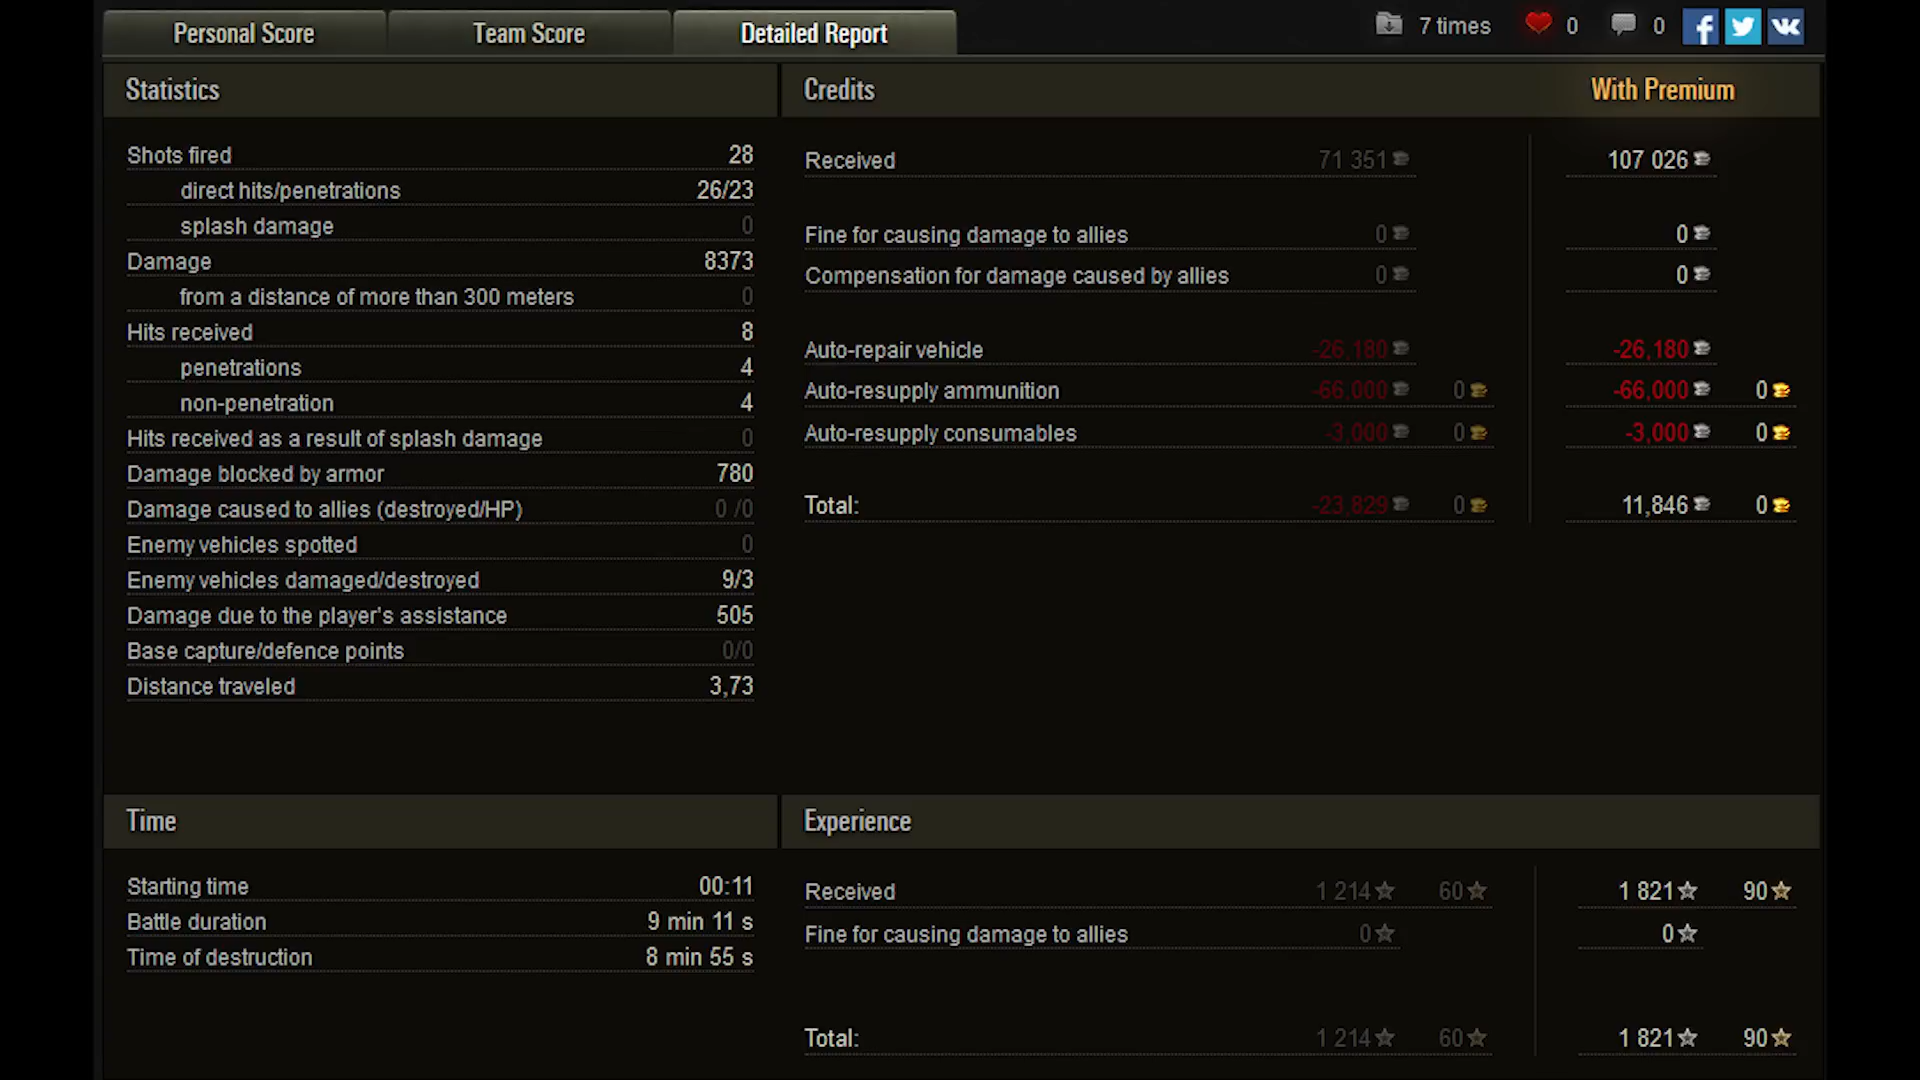 Personal Score Team Score Detailed Report 7 times 0 0
Statistics
Shots fired 28
direct hits/penetrations 26/23
splash damage 0
Damage 8373
from a distance of more than 300 meters 0
Hits received 8
penetrations 4
non-penetration 4
Hits received as a result of splash damage 0
Damage blocked by armor 780
Damage caused to allies (destroyed/HP) 0 /0
Enemy vehicles spotted 0
Enemy vehicles damaged/destroyed 9/3
Damage due to the player's assistance 505
Base capture/defence points 0/0
Distance traveled 3,73
Credits With Premium
Received 71 351 107 026
Fine for causing damage to allies 0 0
Compensation for damage caused by allies 0 0
Auto-repair vehicle -26,180 -26,180
Auto-resupply ammunition -66,000 0 -66,000 0
Auto-resupply consumables -3,000 0 -3,000 0
Total: -23,829 0 11,846 0
Time
Starting time 00:11
Battle duration 9 min 11 s
Time of destruction 8 min 55 s
Experience
Received 1 214 60 1 821 90
Fine for causing damage to allies 0 0
Total: 1 214 60 1 821 90